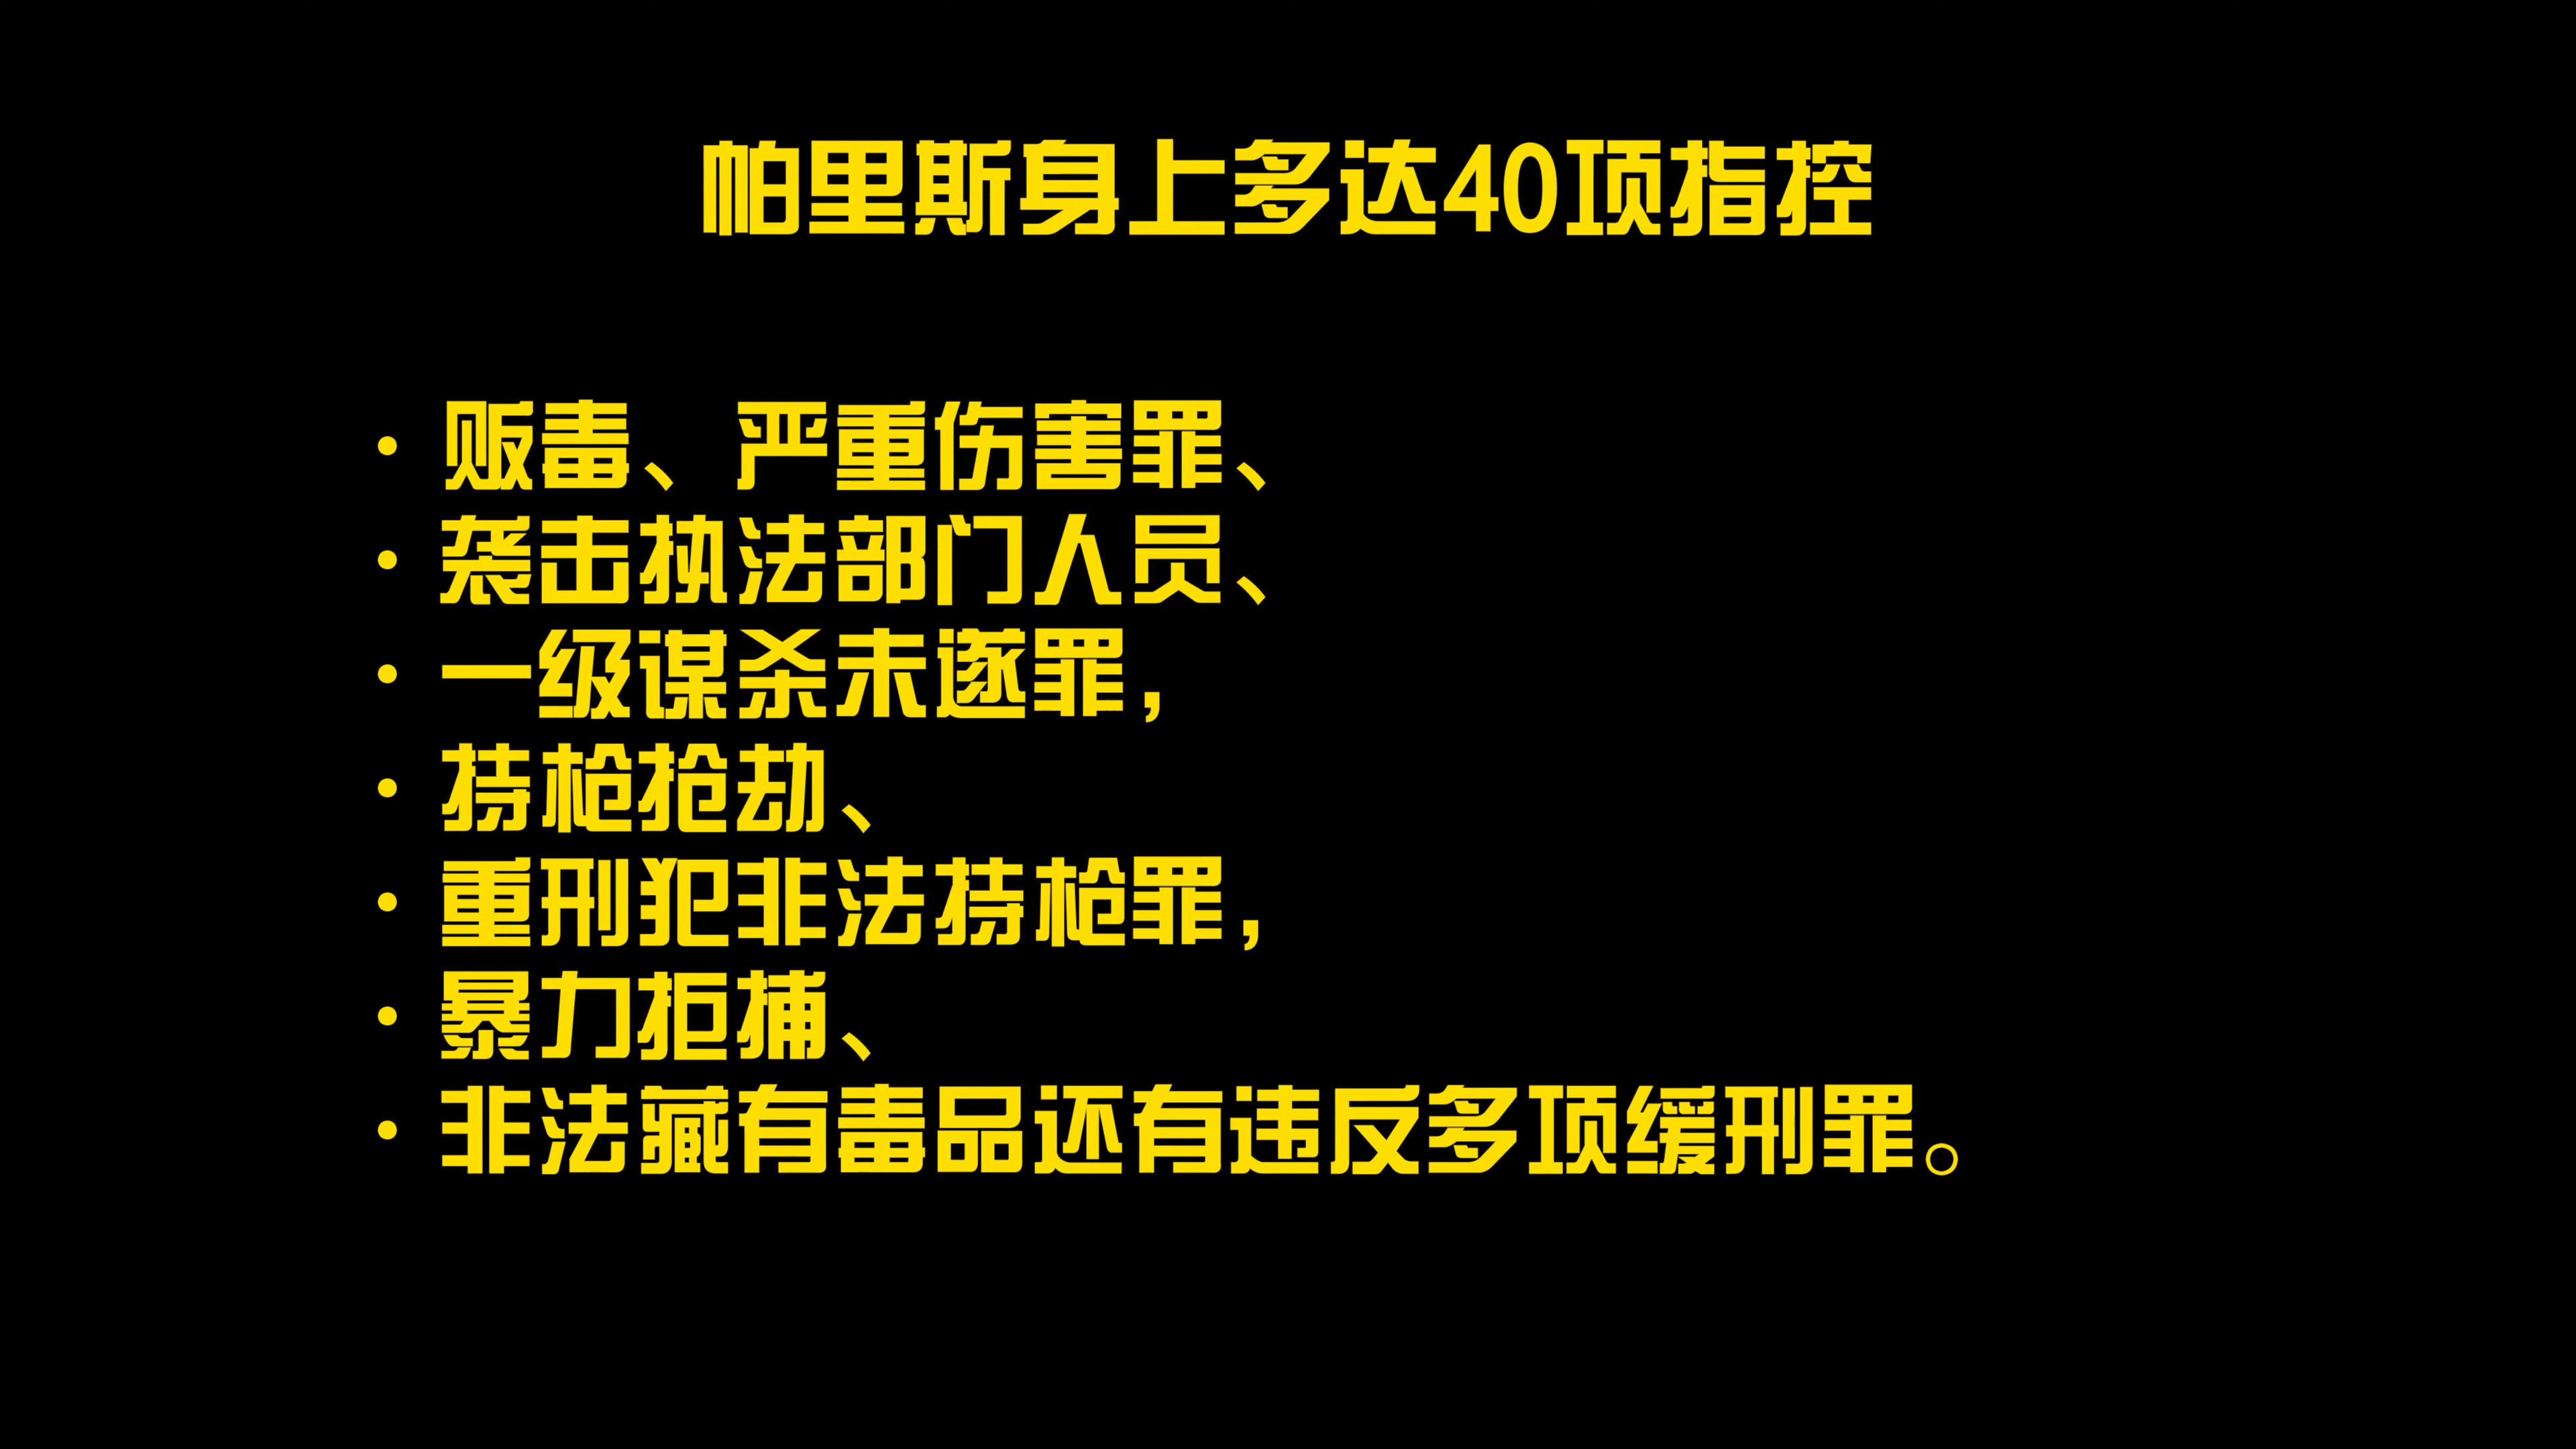 帕里斯身上多达40项指控
• 贩毒、严重伤害罪、
• 袭击执法部门人员、
• 一级谋杀未遂罪，
• 持枪抢劫、
• 重刑犯非法持枪罪，
• 暴力拒捕、
• 非法藏有毒品还有违反多项缓刑罪。